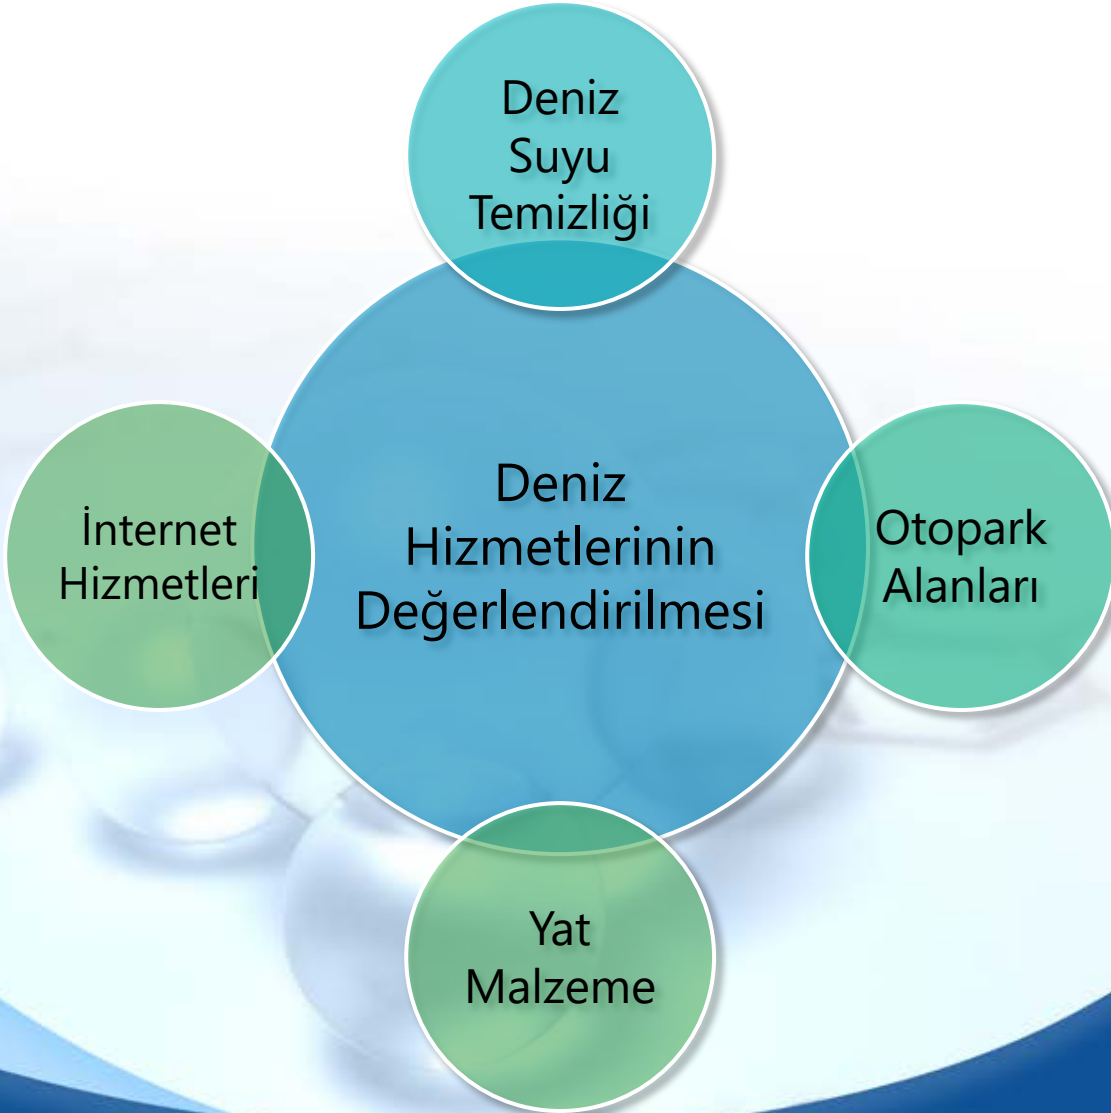 Deniz
Suyu
Temizliği
İnternet
Hizmetleri
Deniz
Hizmetlerinin
Değerlendirilmesi
Otopark
Alanları
Yat
Malzeme